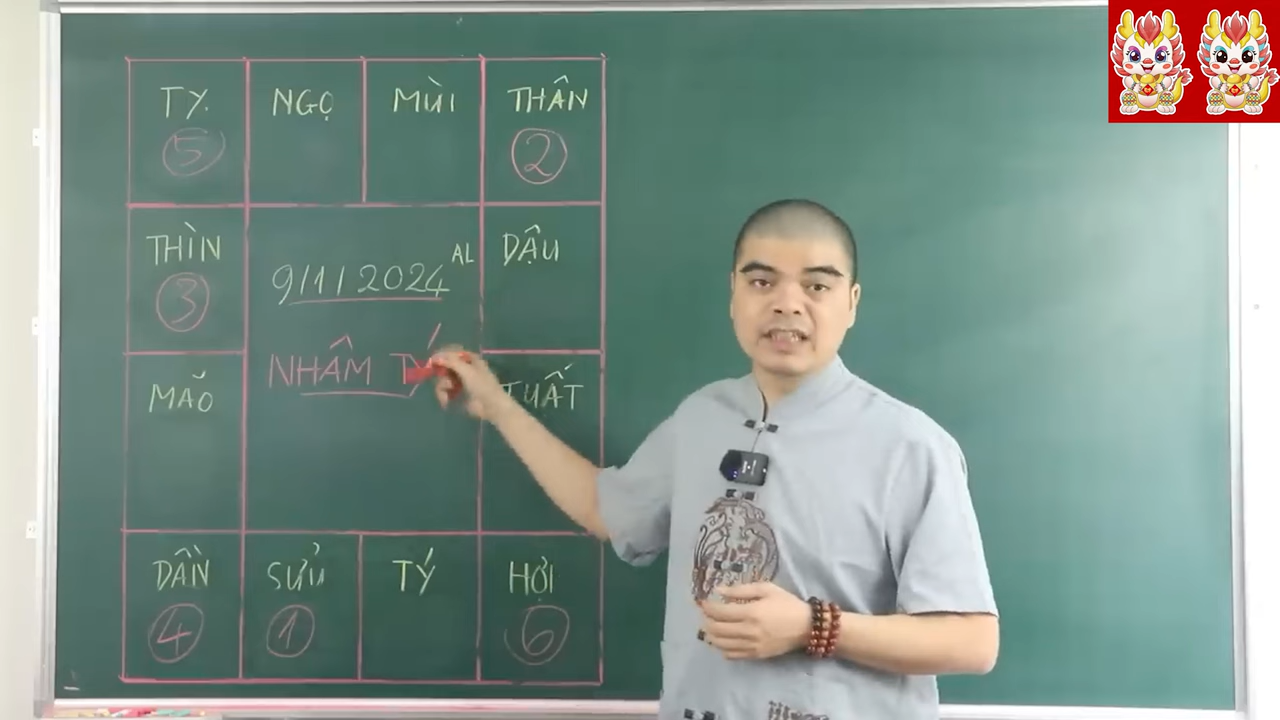 TỴ
NGỌ
MÙI
THÂN
⑤
②
THÌN
③
9/1/2024 AL
DẬU
NHÂM TÝ
MÃO
TUẤT
DẦN
④
SỬU
①
TÝ
HỢI
⑥